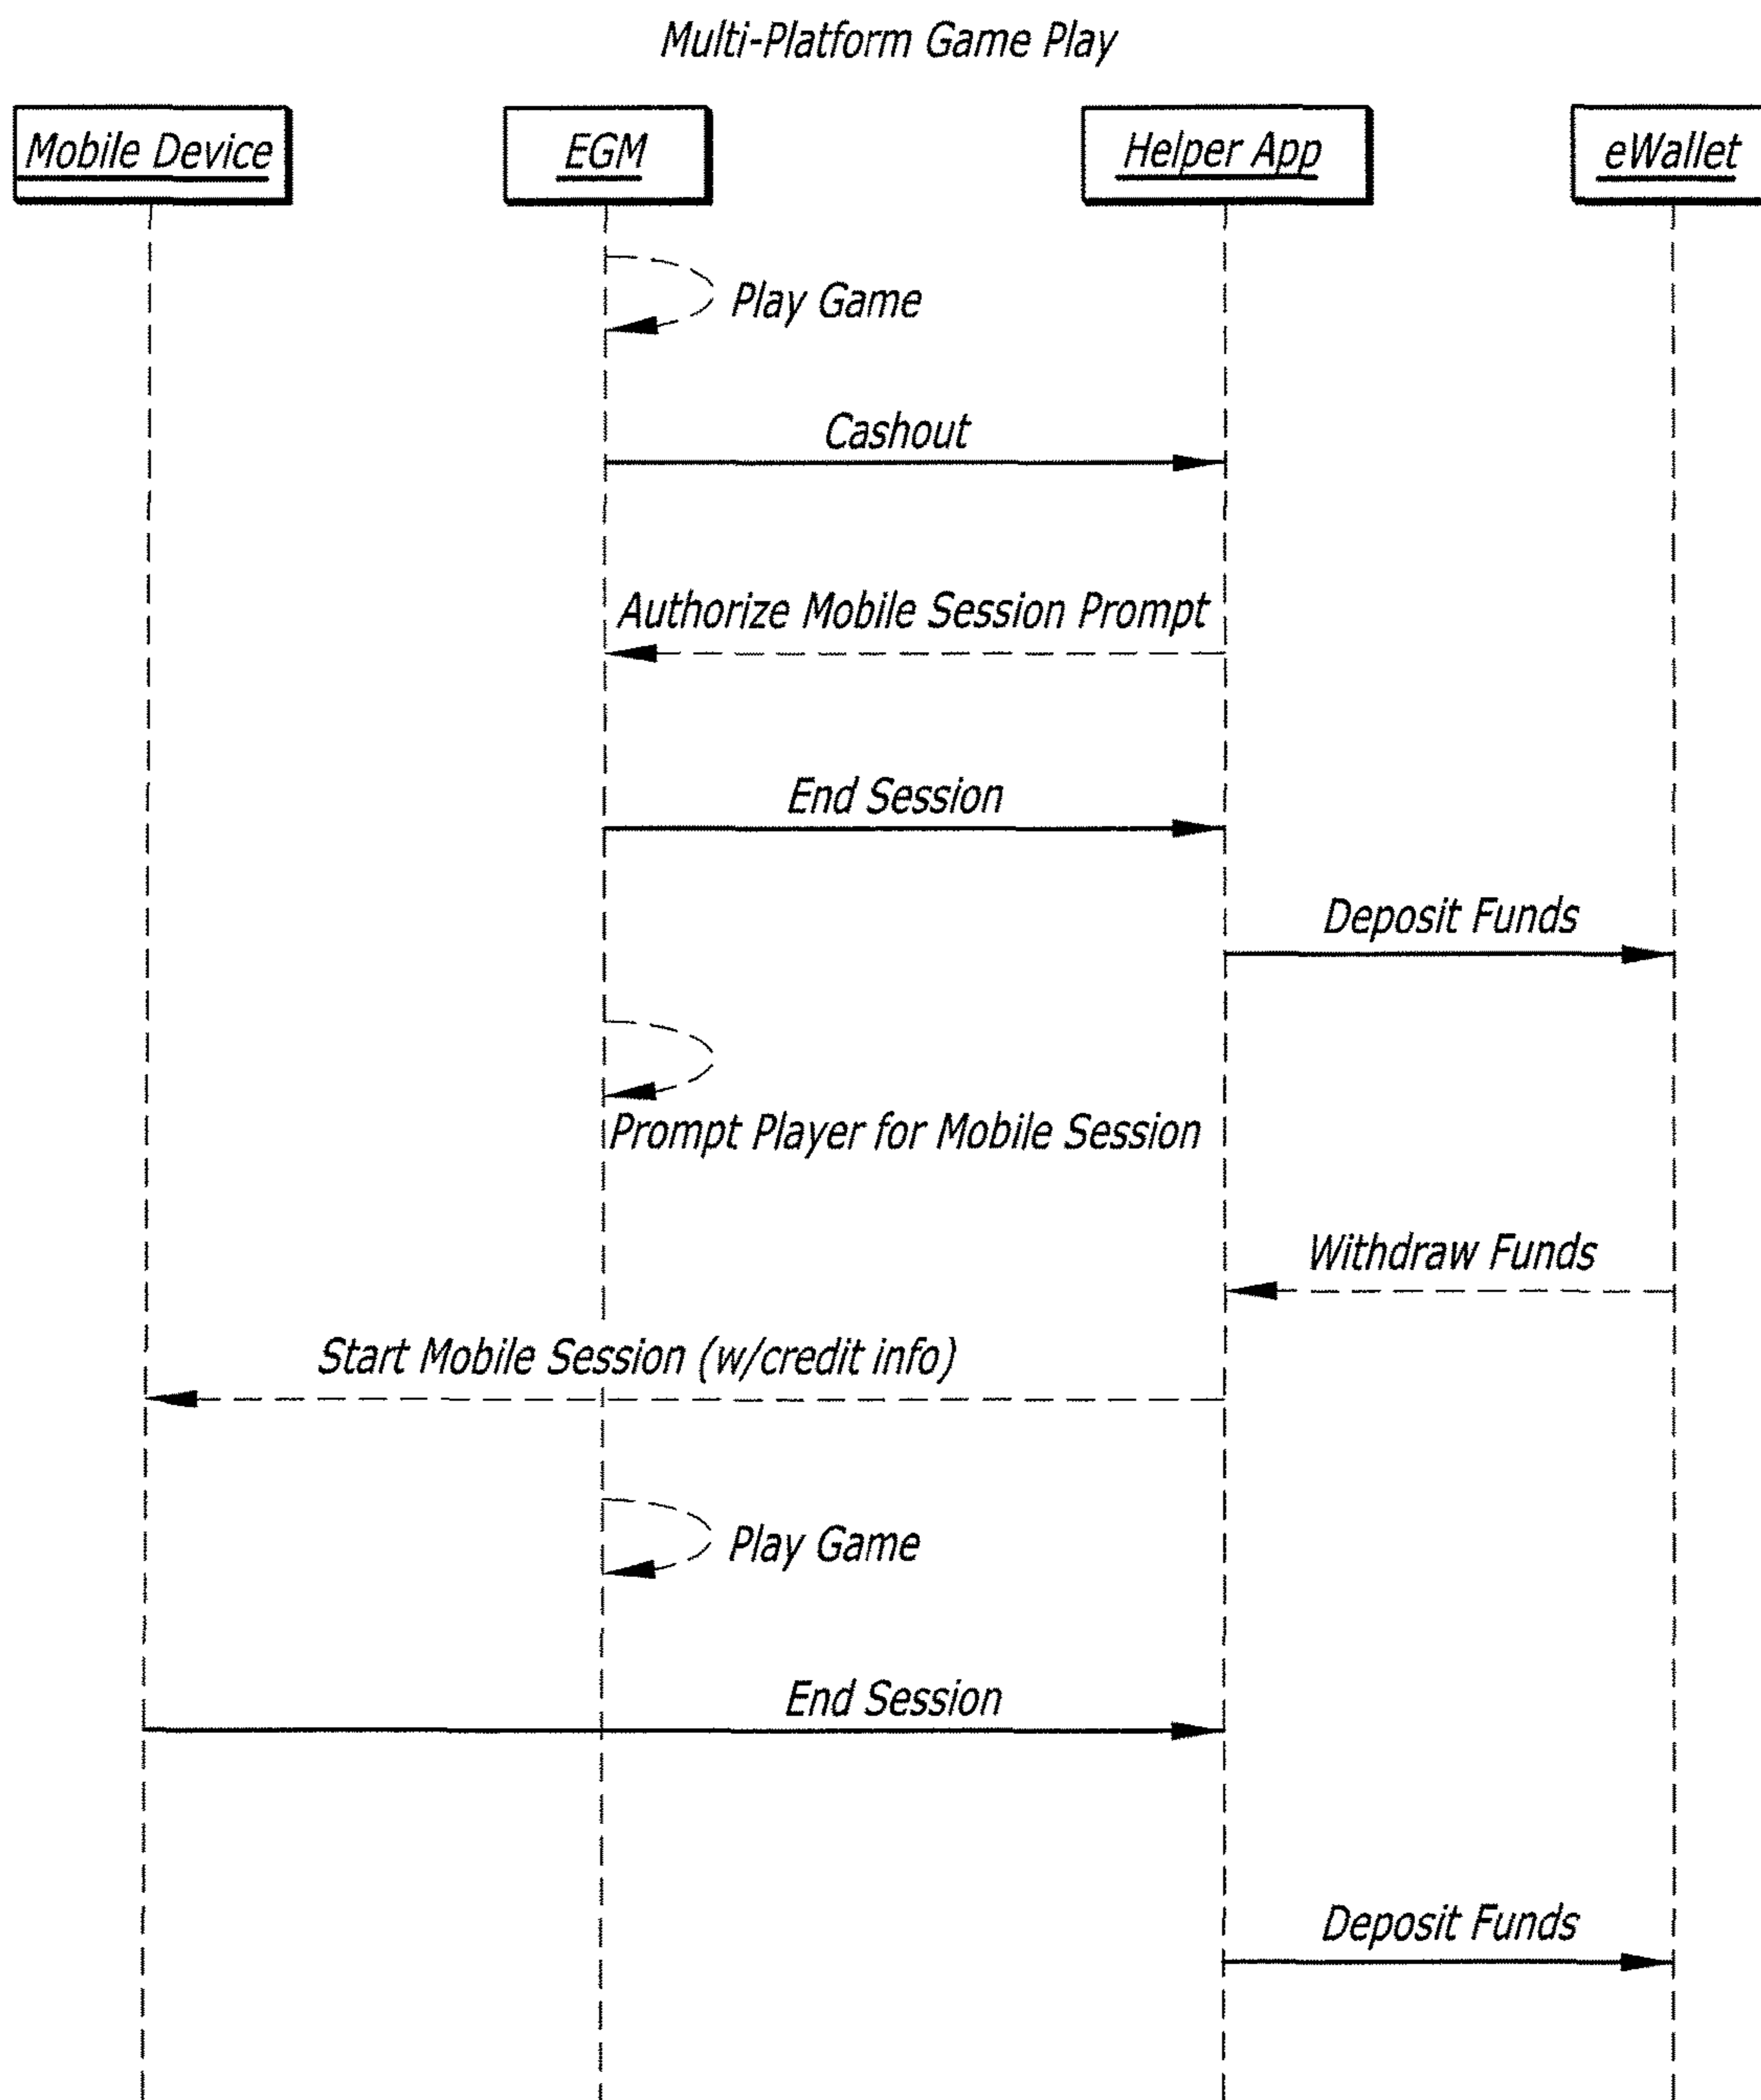 Multi-Platform Game Play
Mobile Device
EGM
Helper App
eWallet
Play Game
Cashout
Authorize Mobile Session Prompt
End Session
Deposit Funds
Prompt Player for Mobile Session
Withdraw Funds
Start Mobile Session (w/credit info)
Play Game
End Session
Deposit Funds